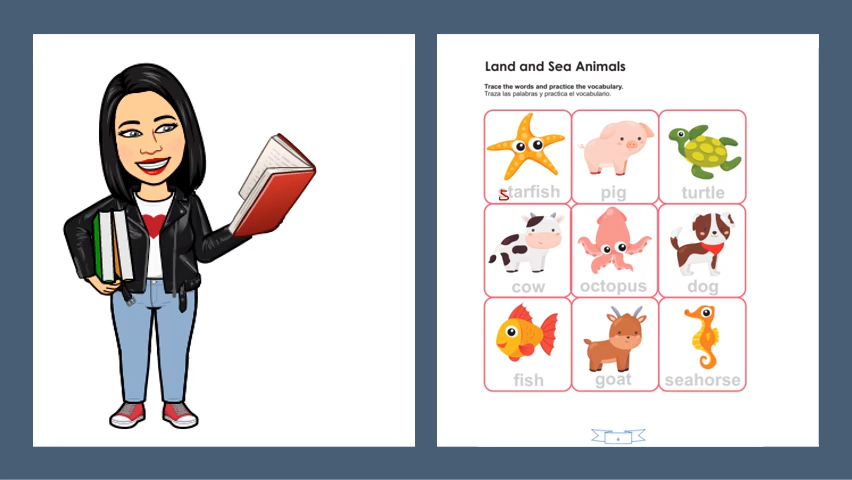 Land and Sea Animals
Trace the words and practice the vocabulary.
Traza las palabras y practica el vocabulario.
starfish pig turtle
cow octopus dog
fish goat seahorse